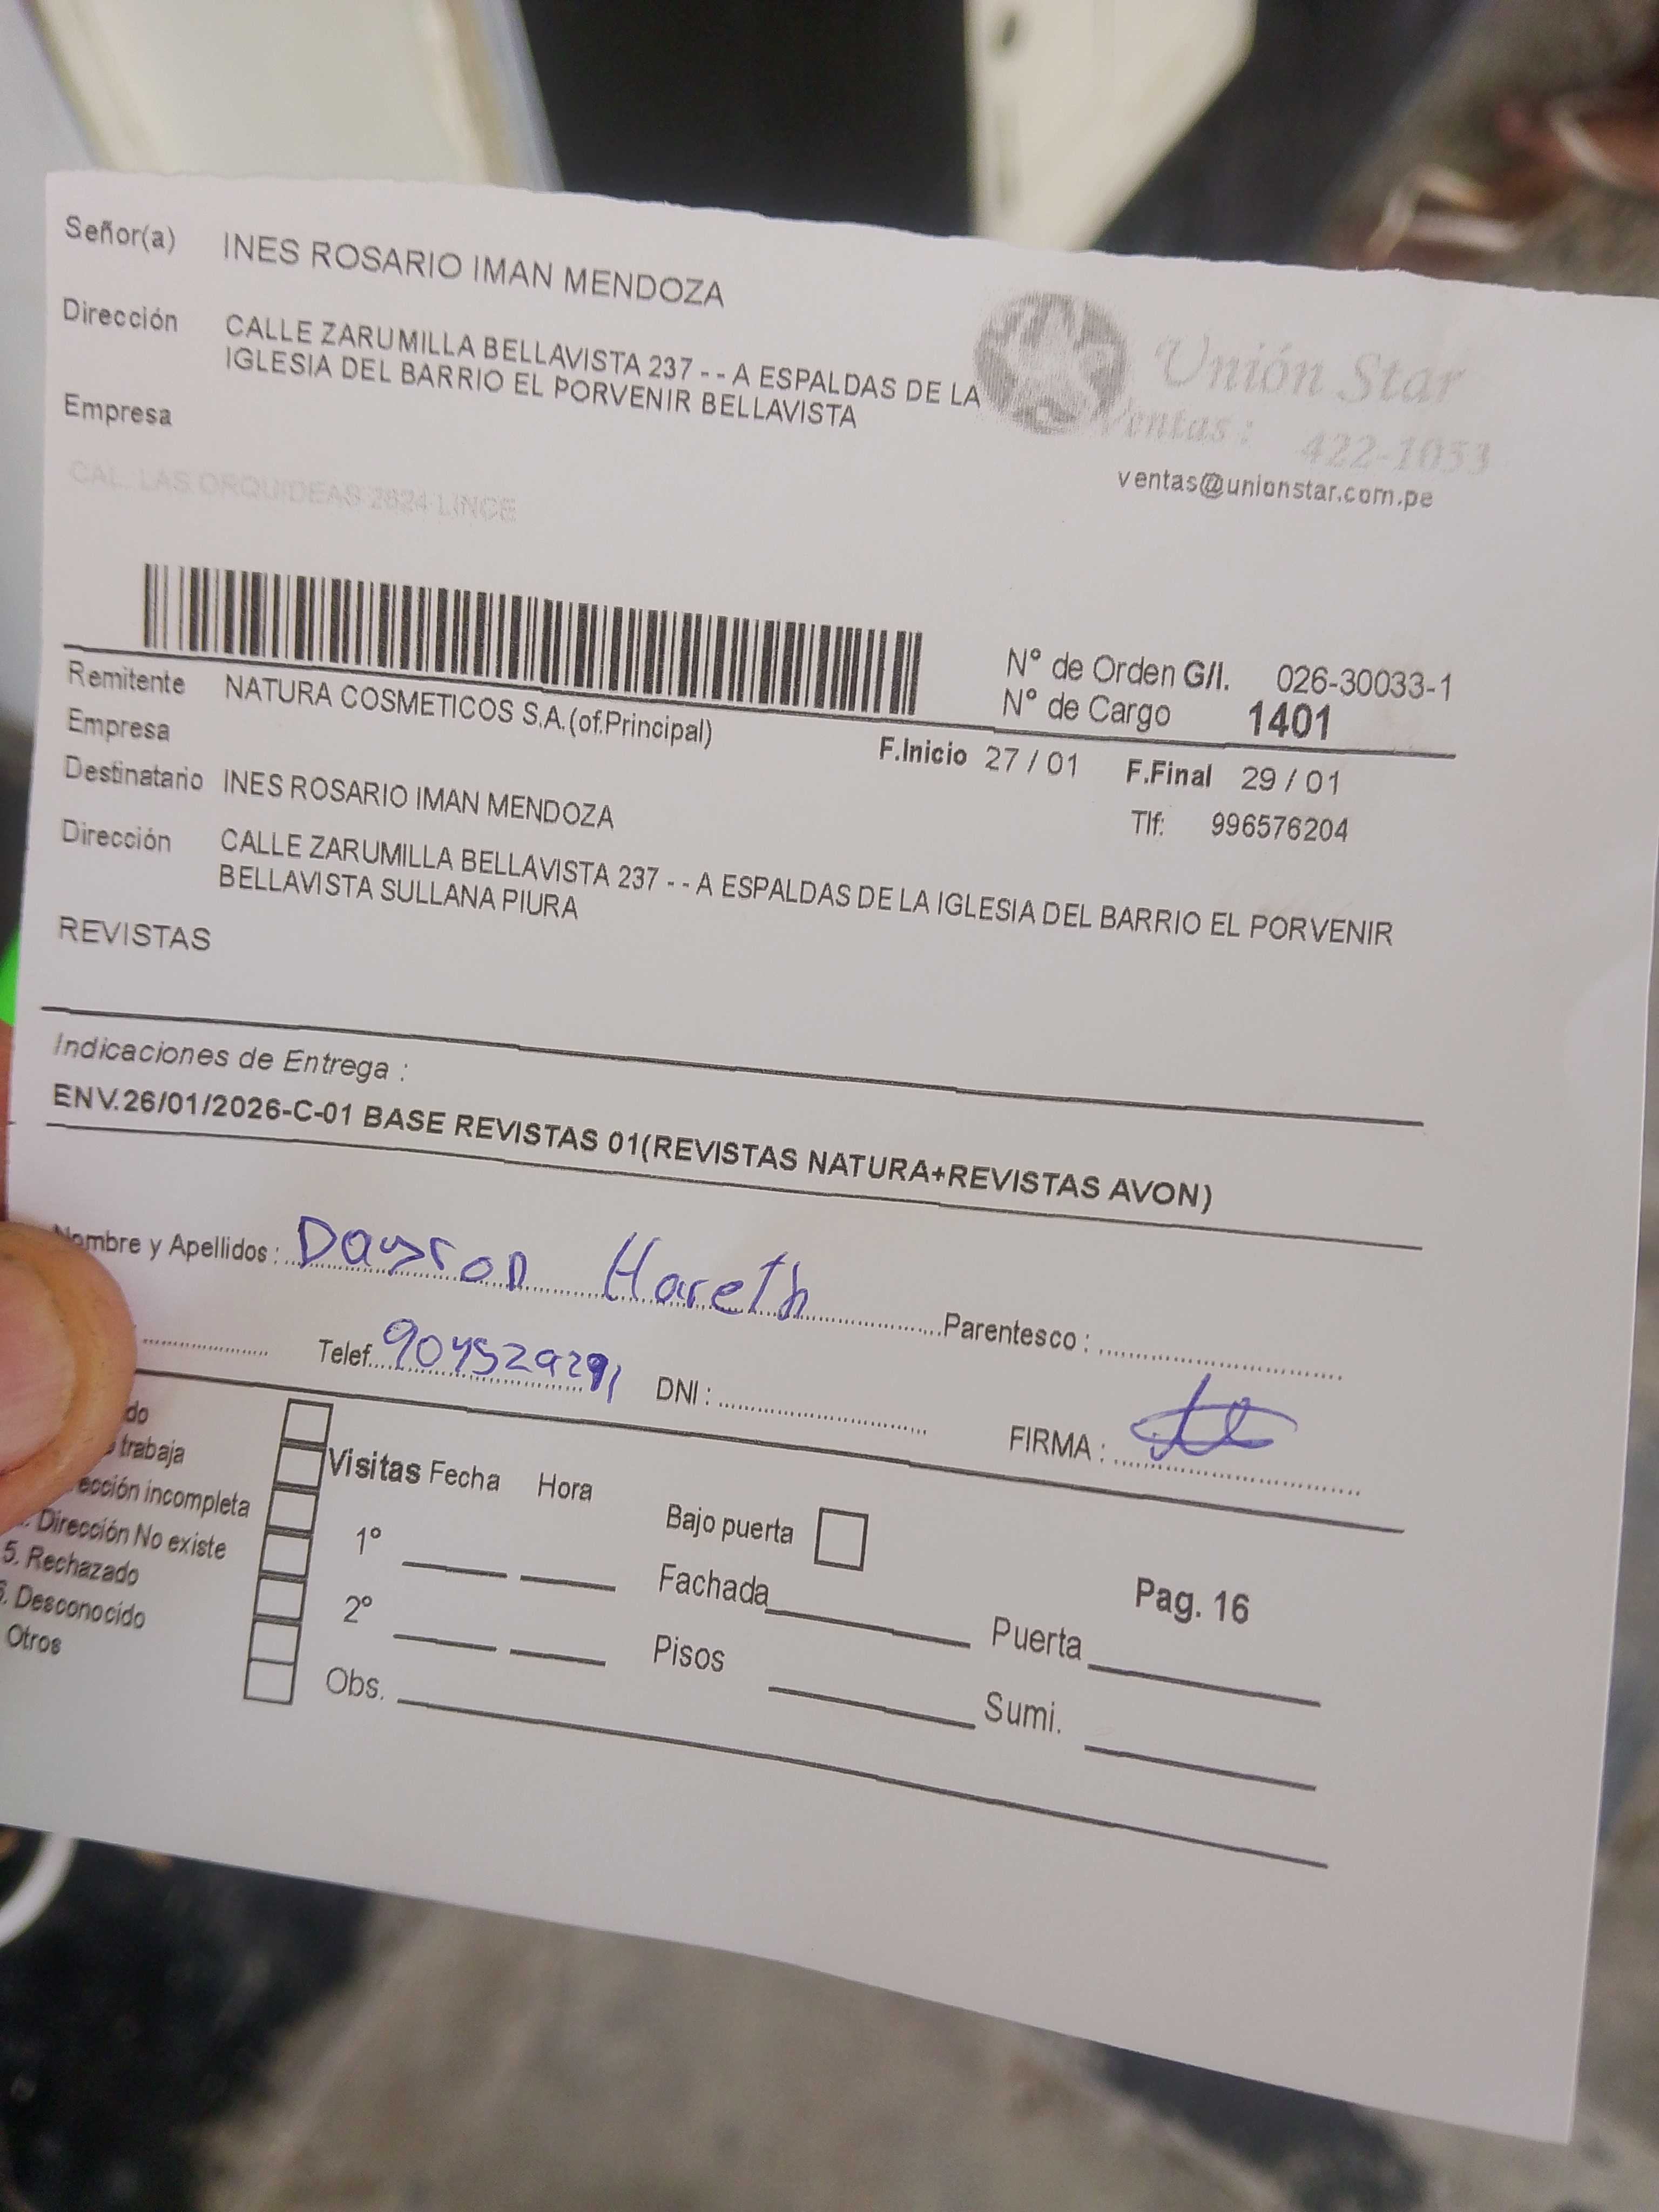 Señor(a) INES ROSARIO IMAN MENDOZA
Dirección CALLE ZARUMILLA BELLAVISTA 237 - - A ESPALDAS DE LA
IGLESIA DEL BARRIO EL PORVENIR BELLAVISTA
Empresa
Unión Star
Ventas : 422-1053
ventas@unionstar.com.pe
CAL. LAS ORQUIDEAS 2624 LINCE
N° de Orden G/I. 026-30033-1
N° de Cargo 1401
Remitente NATURA COSMETICOS S.A.(of.Principal)
Empresa
F.Inicio 27 / 01 F.Final 29 / 01
Destinatario INES ROSARIO IMAN MENDOZA
Tlf: 996576204
Dirección CALLE ZARUMILLA BELLAVISTA 237 - - A ESPALDAS DE LA IGLESIA DEL BARRIO EL PORVENIR
BELLAVISTA SULLANA PIURA
REVISTAS
Indicaciones de Entrega :
ENV.26/01/2026-C-01 BASE REVISTAS 01(REVISTAS NATURA+REVISTAS AVON)
Nombre y Apellidos : Dayron Hareth Parentesco :
Telef. DNI : FIRMA :
do
trabaja
ección incompleta
. Dirección No existe
5. Rechazado
6. Desconocido
Otros
Visitas Fecha Hora
1°
2°
Obs.
Bajo puerta
Fachada
Pisos
Pag. 16
Puerta
Sumi.